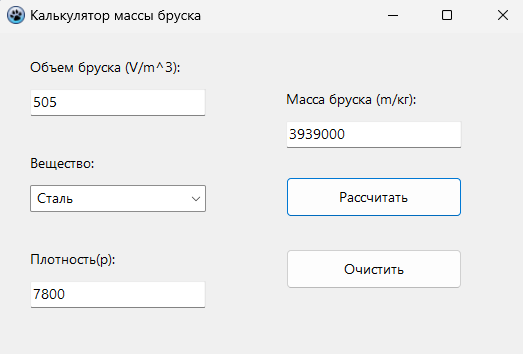 Калькулятор массы бруска
Объем бруска (V/m^3):
505
Масса бруска (m/кг):
3939000
Вещество:
Сталь
Рассчитать
Плотность(p):
7800
Очистить